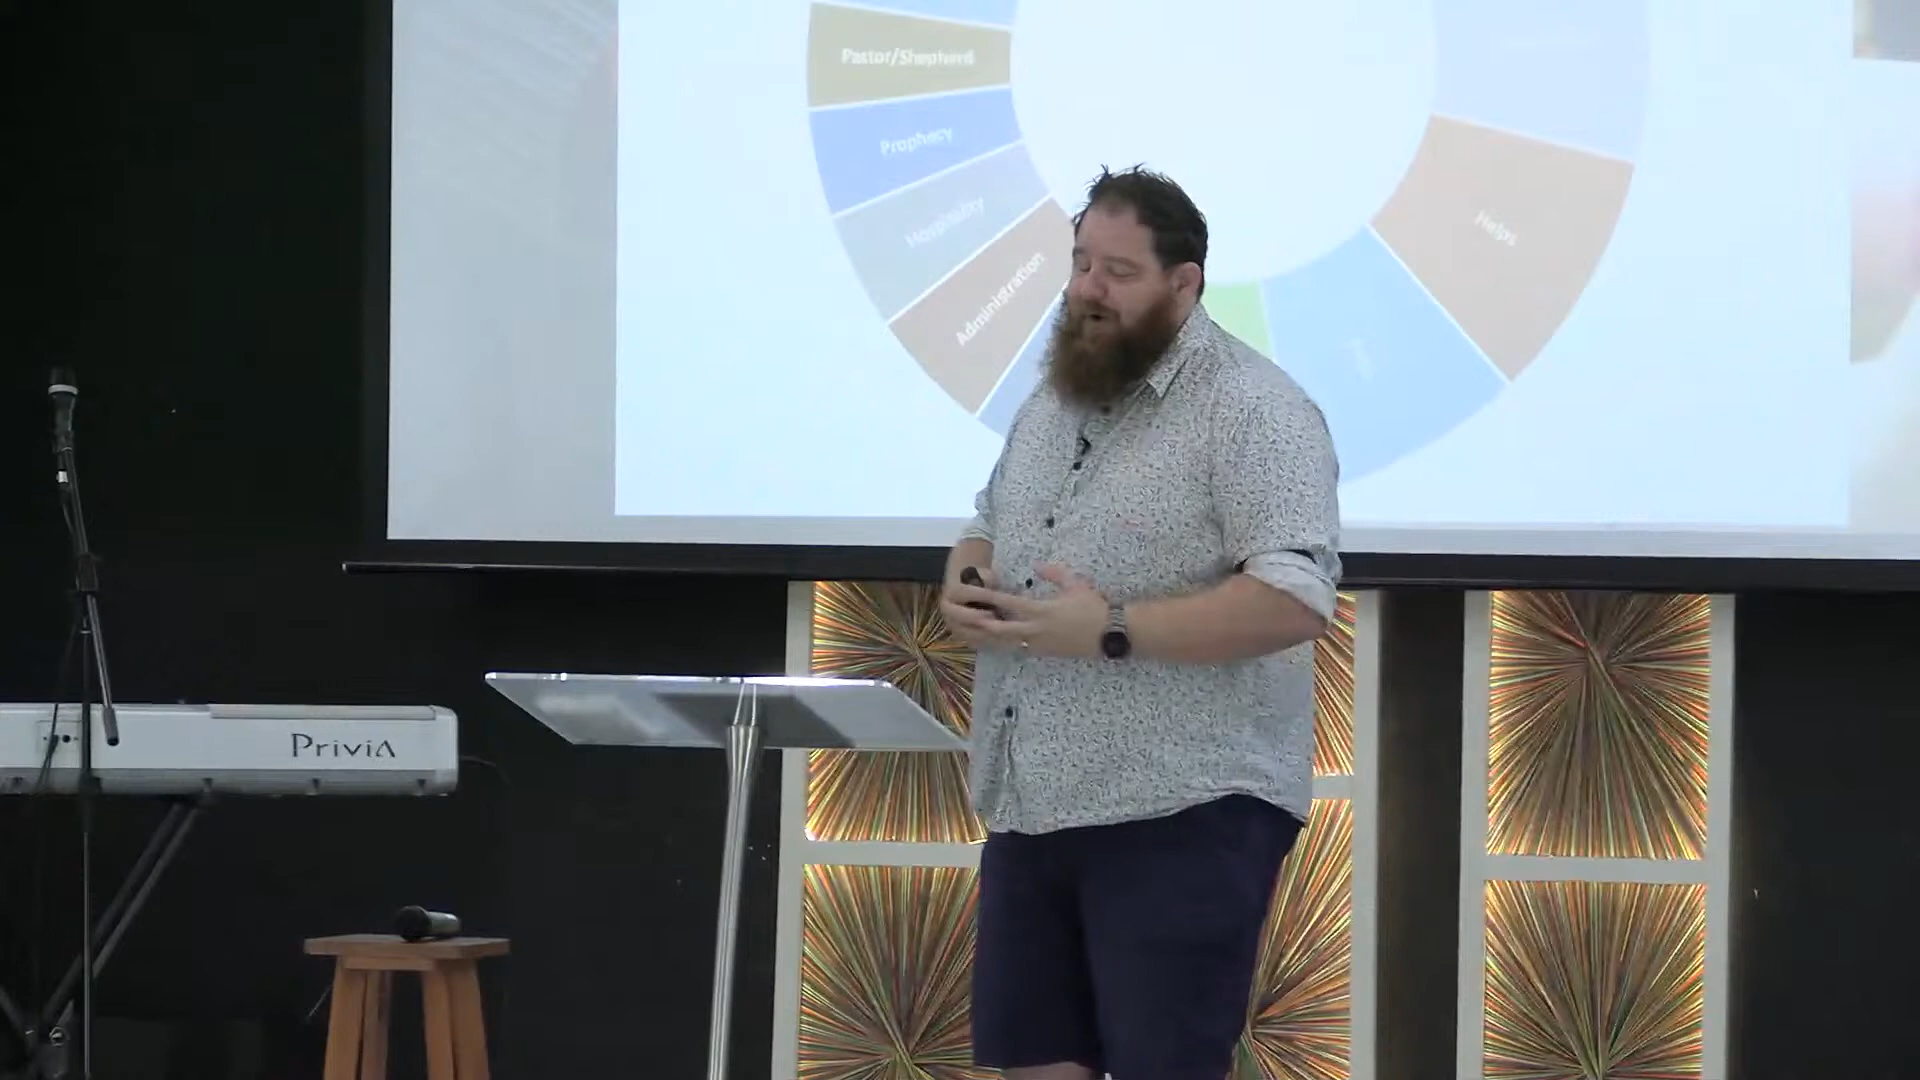 Pastor/Shepherd
Prophecy
Hospitality
Administration
Helps
Privia